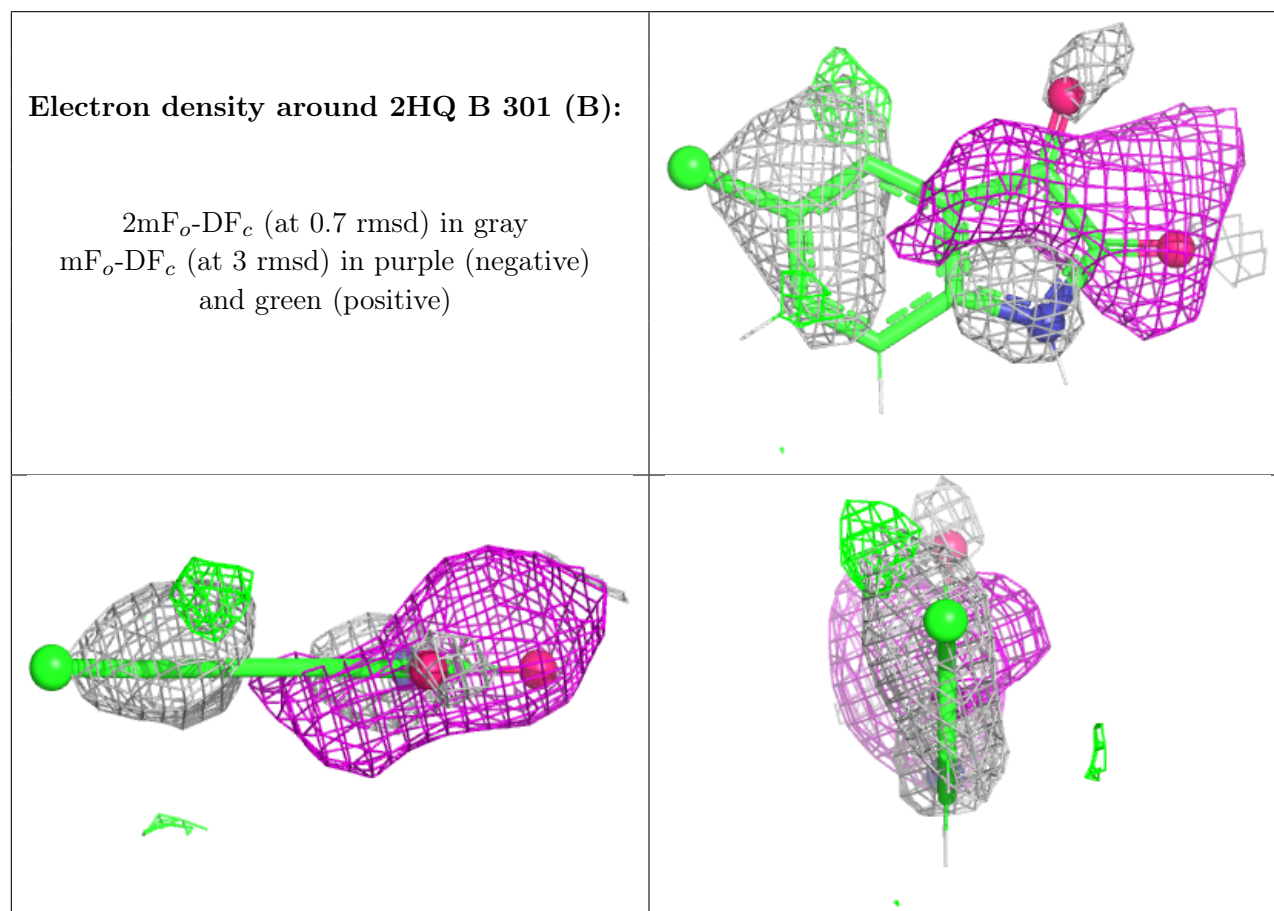 Electron density around 2HQ B 301 (B):
2mFₒ-DF𝒸 (at 0.7 rmsd) in gray
mFₒ-DF𝒸 (at 3 rmsd) in purple (negative)
and green (positive)